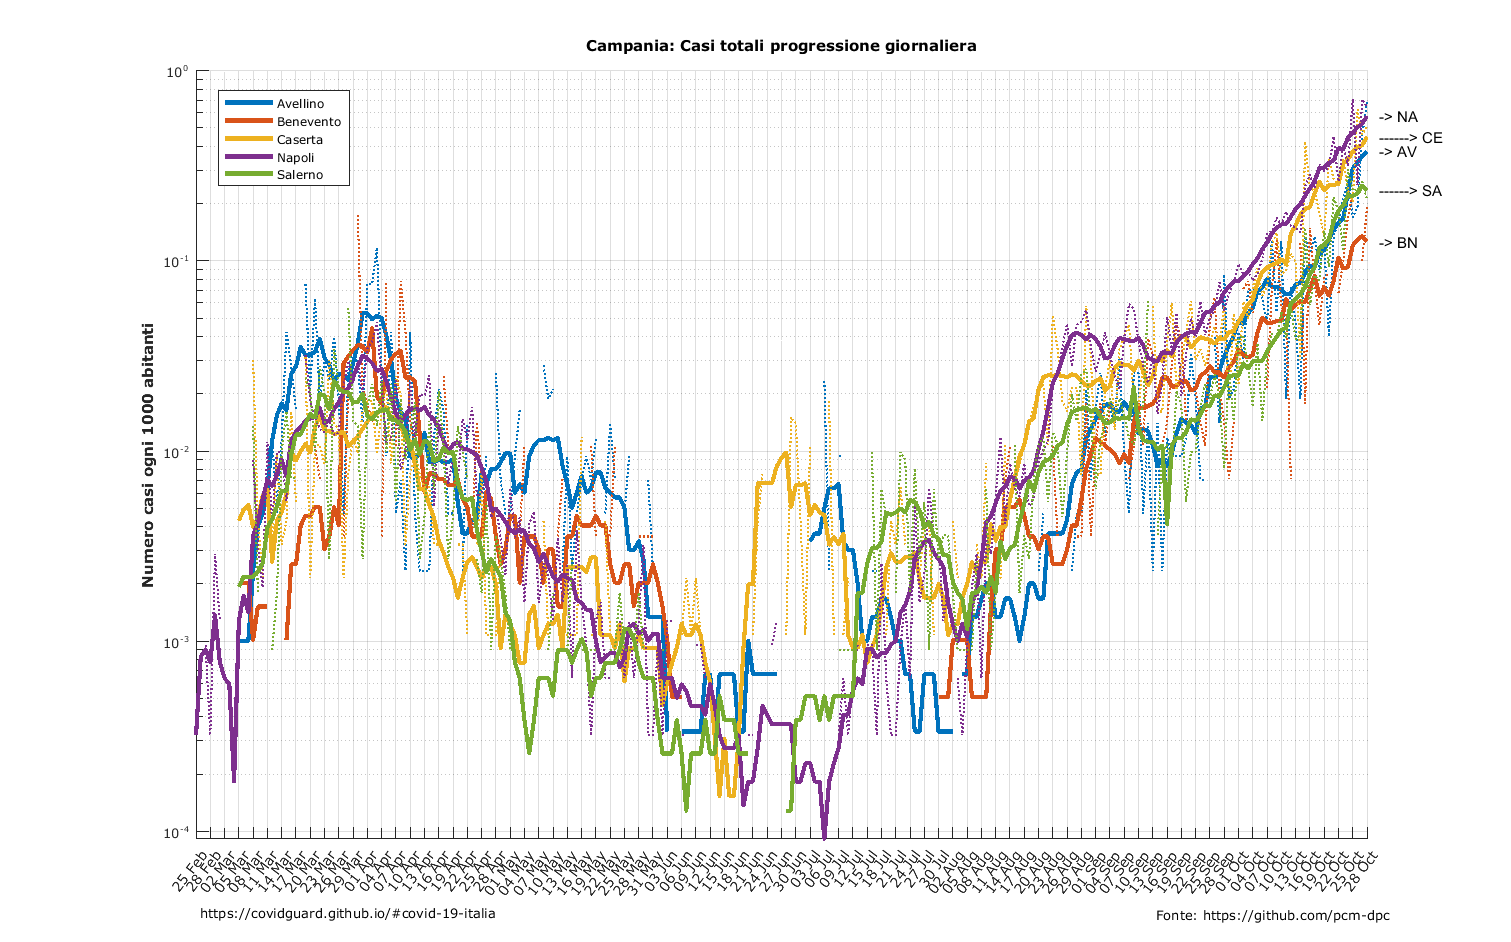 Campania: Casi totali progressione giornaliera
10⁰
10⁻¹
10⁻²
10⁻³
10⁻⁴
Numero casi ogni 1000 abitanti
Avellino
Benevento
Caserta
Napoli
Salerno
-> NA
------> CE
-> AV
------> SA
-> BN
25 Feb
28 Feb
02 Mar
05 Mar
08 Mar
11 Mar
14 Mar
17 Mar
20 Mar
23 Mar
26 Mar
29 Mar
01 Apr
04 Apr
07 Apr
10 Apr
13 Apr
16 Apr
19 Apr
22 Apr
25 Apr
28 Apr
01 May
04 May
07 May
10 May
13 May
16 May
19 May
22 May
25 May
28 May
31 May
03 Jun
06 Jun
09 Jun
12 Jun
15 Jun
18 Jun
21 Jun
24 Jun
27 Jun
30 Jun
03 Jul
06 Jul
09 Jul
12 Jul
15 Jul
18 Jul
21 Jul
24 Jul
27 Jul
30 Jul
02 Aug
05 Aug
08 Aug
11 Aug
14 Aug
17 Aug
20 Aug
23 Aug
26 Aug
29 Aug
01 Sep
04 Sep
07 Sep
10 Sep
13 Sep
16 Sep
19 Sep
22 Sep
25 Sep
28 Sep
01 Oct
04 Oct
07 Oct
10 Oct
13 Oct
16 Oct
19 Oct
22 Oct
25 Oct
28 Oct
https://covidguard.github.io/#covid-19-italia
Fonte: https://github.com/pcm-dpc